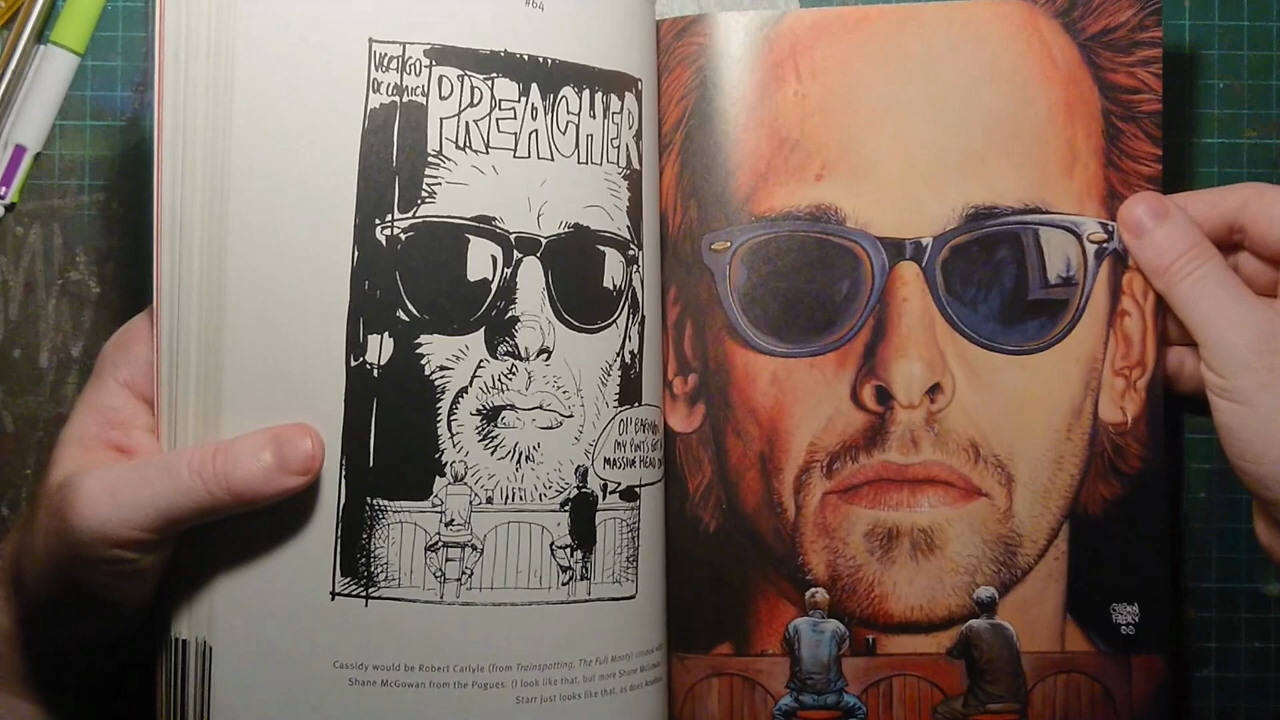 #64
VERTIGO
DC COMICS
PREACHER
OI! BARMAN!
MY PINT'S GOT A
MASSIVE HEAD ON
Cassidy would be Robert Carlyle (from Trainspotting, The Full Monty) crossed with
Shane McGowan from the Pogues. (I look like that, but more Shane McGowan
Starr just looks like that, as does
GLENN
FABRY
00